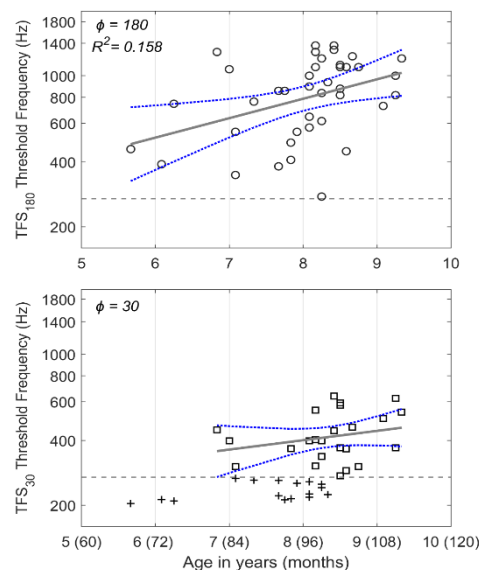 ϕ = 180
R² = 0.158
1800
1400
1000
800
600
400
200
TFS₁₈₀ Threshold Frequency (Hz)
5 6 7 8 9 10
ϕ = 30
1800
1400
1000
800
600
400
200
TFS₃₀ Threshold Frequency (Hz)
5 (60) 6 (72) 7 (84) 8 (96) 9 (108) 10 (120)
Age in years (months)